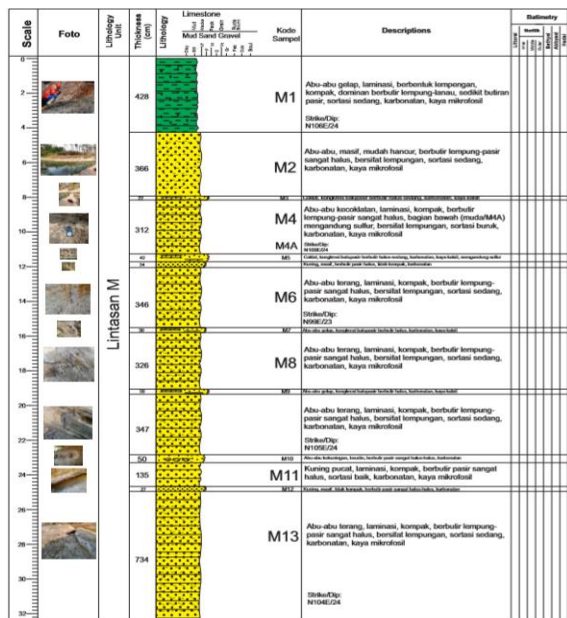 Scale
Foto
Lithology Unit
Thickness (cm)
Lithology
Limestone
Mud Sand Gravel
Kode Sampel
Descriptions
Batimetry
0
2
4
6
8
10
12
14
16
18
20
22
24
26
28
30
32
Lintasan M
428
M1
Abu-abu gelap, laminasi, berbentuk lempengan,
kompak, dominan berbutir lempung-lanau, sedikit butiran
pasir, sortasi sedang, karbonatan, kaya mikrofosil
Strike/Dip:
N106E/24
366
M2
Abu-abu, masif, mudah hancur, berbutir lempung-pasir
sangat halus, bersifat lempungan, sortasi sedang,
karbonatan, kaya mikrofosil
M3
312
M4
M4A
Abu-abu kecoklatan, laminasi, kompak, berbutir
lempung-pasir sangat halus, bagian bawah (muda/M4A)
mengandung sulfur, bersifat lempungan, sortasi buruk,
karbonatan, kaya mikrofosil
Strike/Dip:
M5
346
M6
Abu-abu terang, laminasi, kompak, berbutir lempung-
pasir sangat halus, bersifat lempungan, sortasi sedang,
karbonatan, kaya mikrofosil
Strike/Dip:
N99E/23
M7
326
M8
Abu-abu terang, laminasi, kompak, berbutir lempung-
pasir sangat halus, bersifat lempungan, sortasi sedang,
karbonatan, kaya mikrofosil
M9
347
Abu-abu terang, laminasi, kompak, berbutir lempung-
pasir sangat halus, bersifat lempungan, sortasi sedang,
karbonatan, kaya mikrofosil
Strike/Dip:
N105E/24
50
M10
135
M11
Kuning pucat, laminasi, kompak, berbutir pasir sangat
halus, sortasi baik, karbonatan, kaya mikrofosil
M12
734
M13
Abu-abu terang, laminasi, kompak, berbutir lempung-
pasir sangat halus, bersifat lempungan, sortasi sedang,
karbonatan, kaya mikrofosil
Strike/Dip:
N104E/24